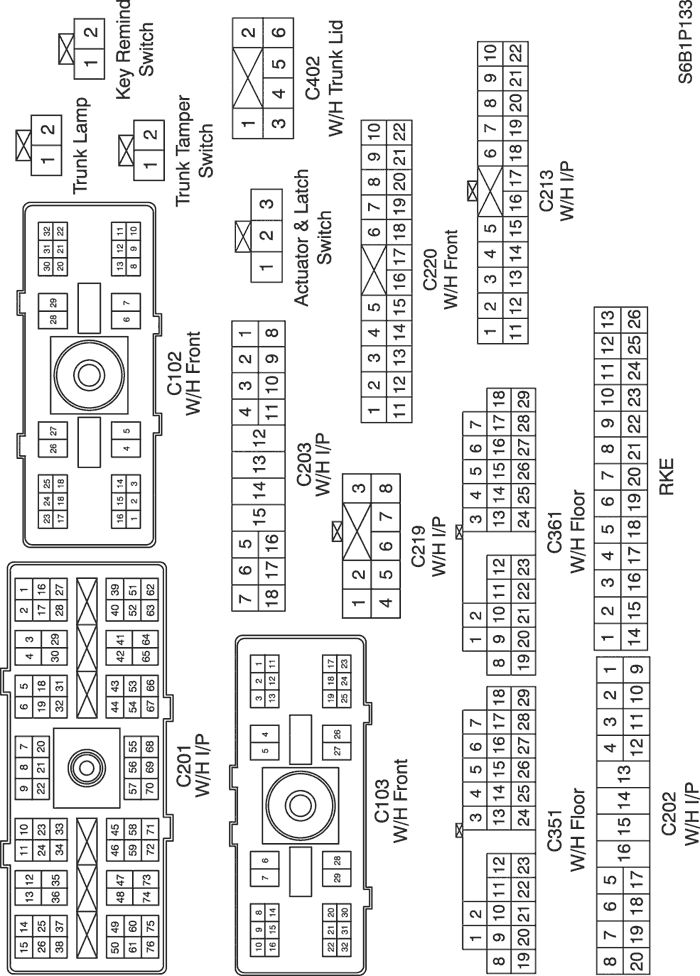 15 14 13 12 11 10 9 8 7 6 5 4 3 2 1
26 25 24 23 22 21 20 19 18 17 16
38 37 36 35 34 33 32 31 30 29 28 27
50 49 48 47 46 45 44 43 42 41 40 39
61 60 59 58 57 56 55 54 53 52 51
76 75 74 73 72 71 70 69 68 67 66 65 64 63 62
C201
W/H I/P
23 24 25 26 27 28 29 30 31 32
17 18 18 20 21 22
16 15 14 4 5 6 7 13 12 11
1 2 3 8 9 10
C102
W/H Front
1 2
Trunk Lamp
1 2
Key Remind
Switch
1 2
Trunk Tamper
Switch
10 9 8 7 6 5 4 3 2 1
16 15 14 13 12 11
22 21 20 29 28 27 26 19 18 17
32 31 30 25 24 23
C103
W/H Front
7 6 5 4 3 2 1
18 17 16 15 14 13 12 11 10 9 8
C203
W/H I/P
1 2 3
Actuator & Latch
Switch
1 2
3 4 5 6
C402
W/H Trunk Lid
1 2 3
4 5 6 7 8
C219
W/H I/P
1 2 3 4 5 6 7 8 9 10
11 12 13 14 15 16 17 18 19 20 21 22
C220
W/H Front
1 2 3 4 5 6 7
8 9 10 11 12 13 14 15 16 17 18
19 20 21 22 23 24 25 26 27 28 29
C351
W/H Floor
1 2 3 4 5 6 7
8 9 10 11 12 13 14 15 16 17 18
19 20 21 22 23 24 25 26 27 28 29
C361
W/H Floor
1 2 3 4 5 6 7 8 9 10
11 12 13 14 15 16 17 18 19 20 21 22
C213
W/H I/P
8 7 6 5 4 3 2 1
20 19 18 17 16 15 14 13 12 11 10 9
C202
W/H I/P
1 2 3 4 5 6 7 8 9 10 11 12 13
14 15 16 17 18 19 20 21 22 23 24 25 26
RKE
S6B1P133